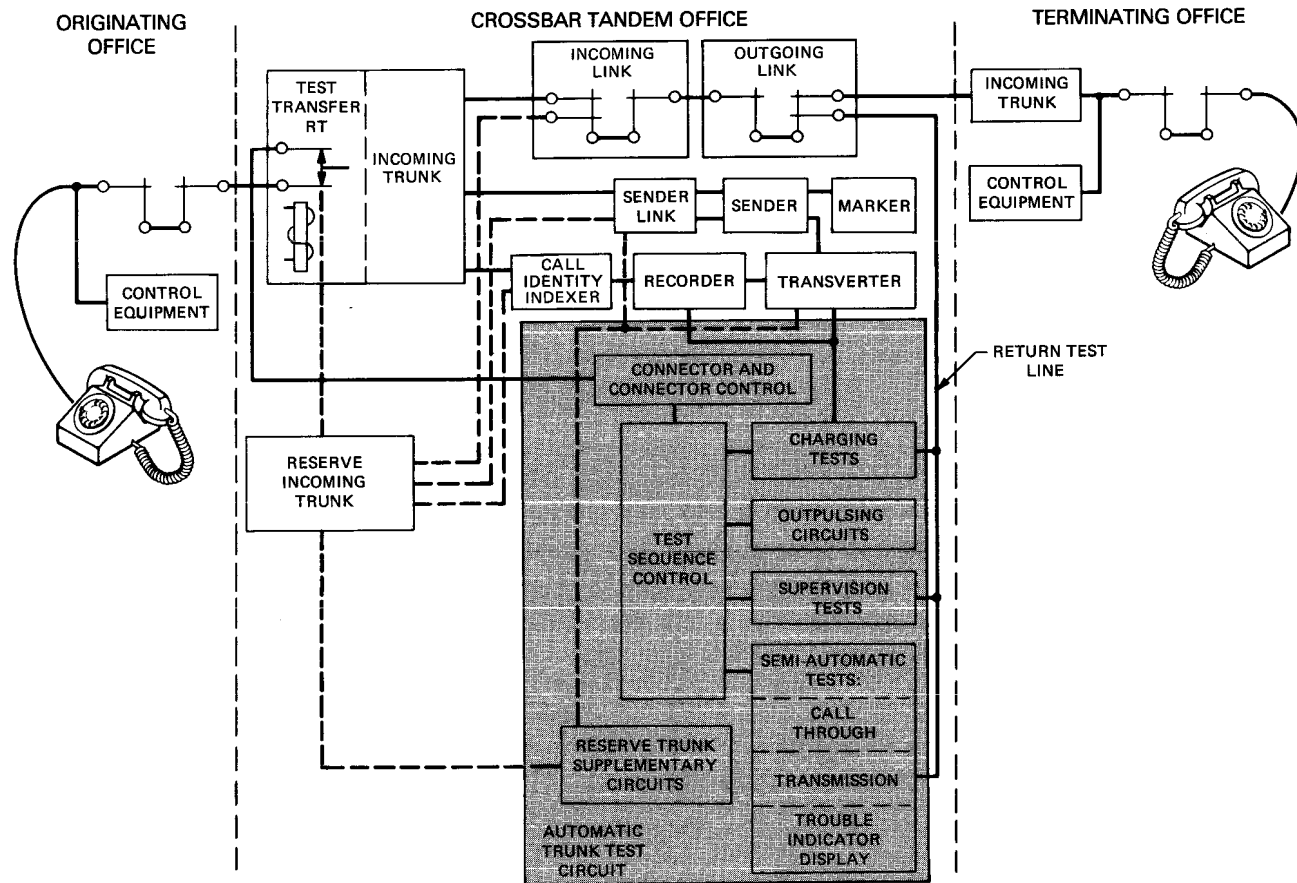 ORIGINATING
OFFICE
CROSSBAR TANDEM OFFICE
TERMINATING OFFICE
TEST
TRANSFER
RT
INCOMING
TRUNK
INCOMING
LINK
OUTGOING
LINK
INCOMING
TRUNK
CONTROL
EQUIPMENT
SENDER
LINK
SENDER
MARKER
CALL
IDENTITY
INDEXER
RECORDER
TRANSVERTER
CONTROL
EQUIPMENT
RETURN TEST
LINE
CONNECTOR AND
CONNECTOR CONTROL
RESERVE
INCOMING
TRUNK
TEST
SEQUENCE
CONTROL
CHARGING
TESTS
OUTPULSING
CIRCUITS
SUPERVISION
TESTS
SEMI-AUTOMATIC
TESTS:
CALL
THROUGH
TRANSMISSION
TROUBLE
INDICATOR
DISPLAY
RESERVE TRUNK
SUPPLEMENTARY
CIRCUITS
AUTOMATIC
TRUNK TEST
CIRCUIT